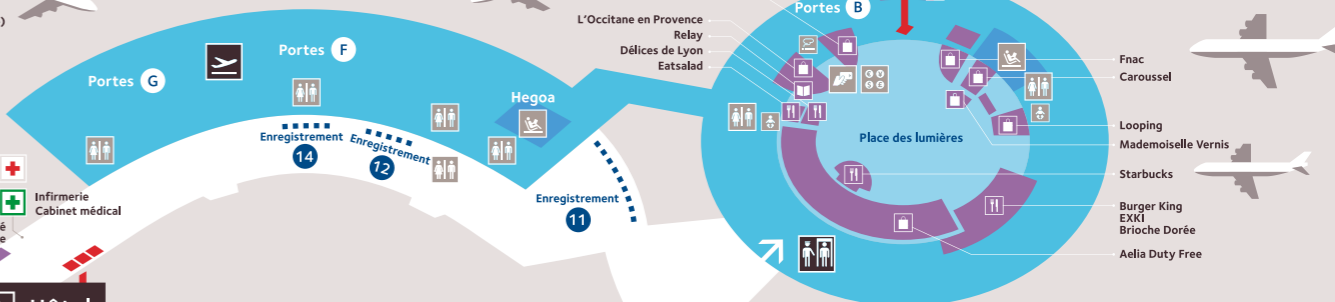 Portes G
Portes F
Hegoa
Enregistrement
14
Enregistrement
12
Enregistrement
11
Infirmerie
Cabinet médical
L'Occitane en Provence
Relay
Délices de Lyon
Eatsalad
Portes B
€ ¥
$ £
Place des lumières
Fnac
Caroussel
Looping
Mademoiselle Vernis
Starbucks
Burger King
EXKI
Brioche Dorée
Aelia Duty Free